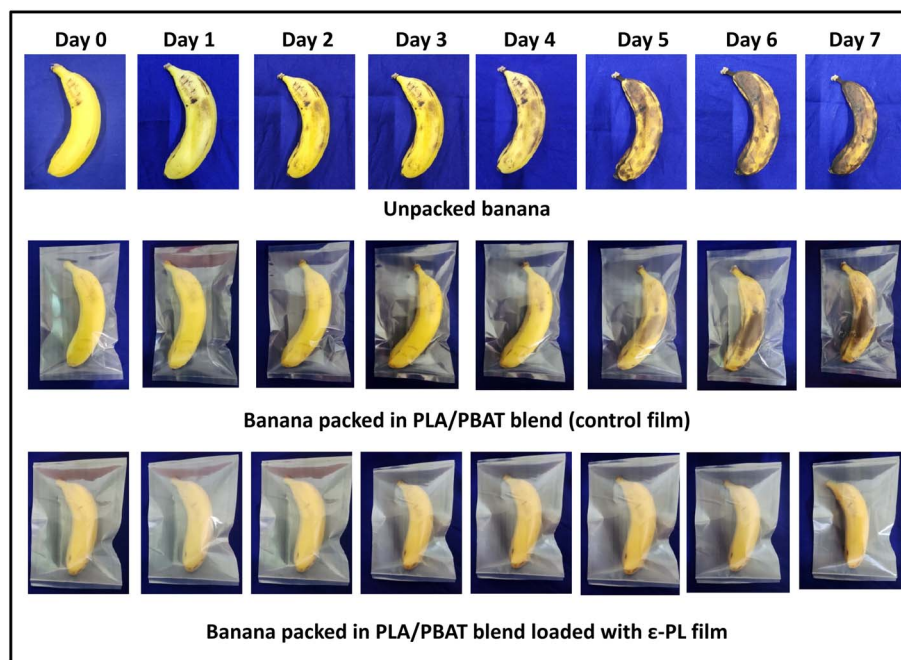 Day 0 Day 1 Day 2 Day 3 Day 4 Day 5 Day 6 Day 7
Unpacked banana
Banana packed in PLA/PBAT blend (control film)
Banana packed in PLA/PBAT blend loaded with ε-PL film